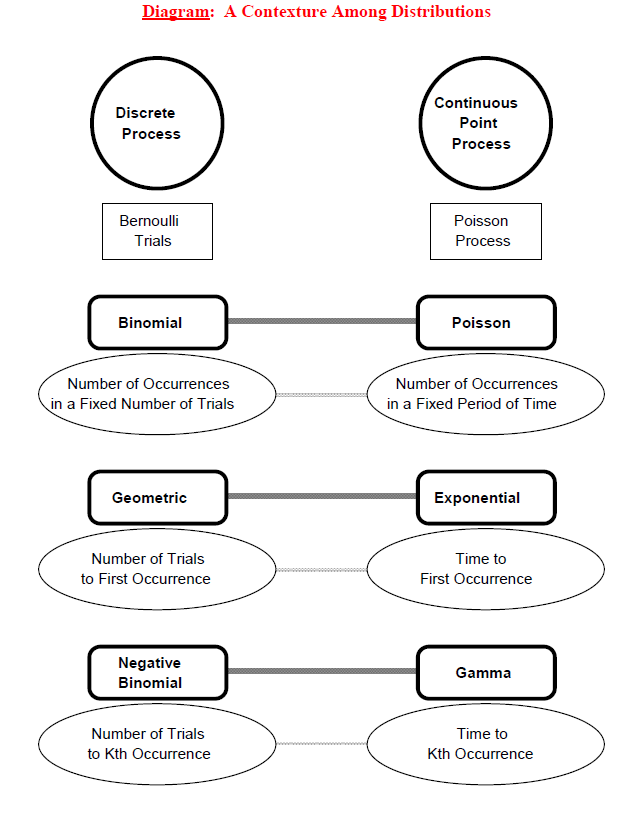 Diagram: A Contexture Among Distributions
Discrete
Process
Continuous
Point
Process
Bernoulli
Trials
Poisson
Process
Binomial
Poisson
Number of Occurrences
in a Fixed Number of Trials
Number of Occurrences
in a Fixed Period of Time
Geometric
Exponential
Number of Trials
to First Occurrence
Time to
First Occurrence
Negative
Binomial
Gamma
Number of Trials
to Kth Occurrence
Time to
Kth Occurrence